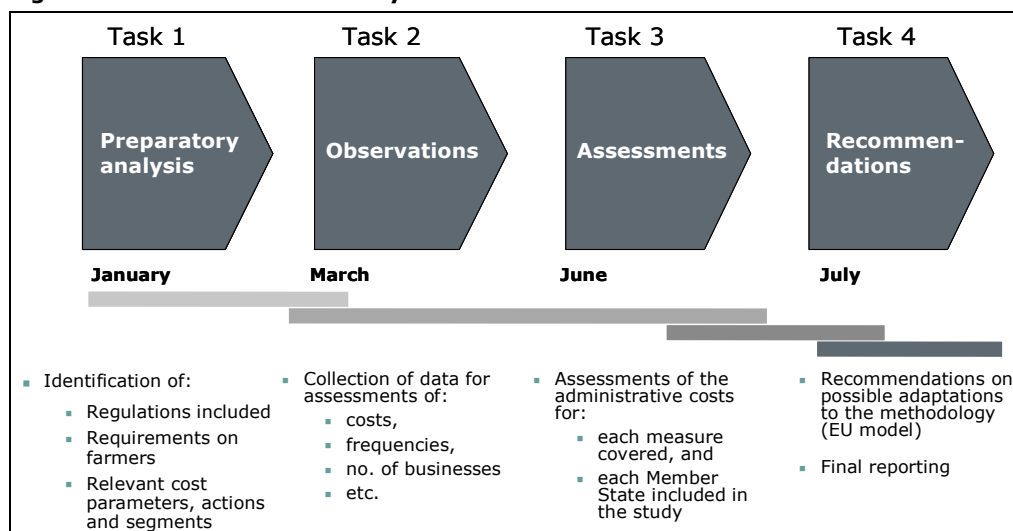 Task 1
Task 2
Task 3
Task 4
Preparatory
analysis
Observations
Assessments
Recommen-
dations
January
March
June
July
▪ Identification of:
▪ Regulations included
▪ Requirements on
farmers
▪ Relevant cost
parameters, actions
and segments
▪ Collection of data for
assessments of:
▪ costs,
▪ frequencies,
▪ no. of businesses
▪ etc.
▪ Assessments of the
administrative costs
for:
▪ each measure
covered, and
▪ each Member
State included in
the study
▪ Recommendations on
possible adaptations
to the methodology
(EU model)
▪ Final reporting